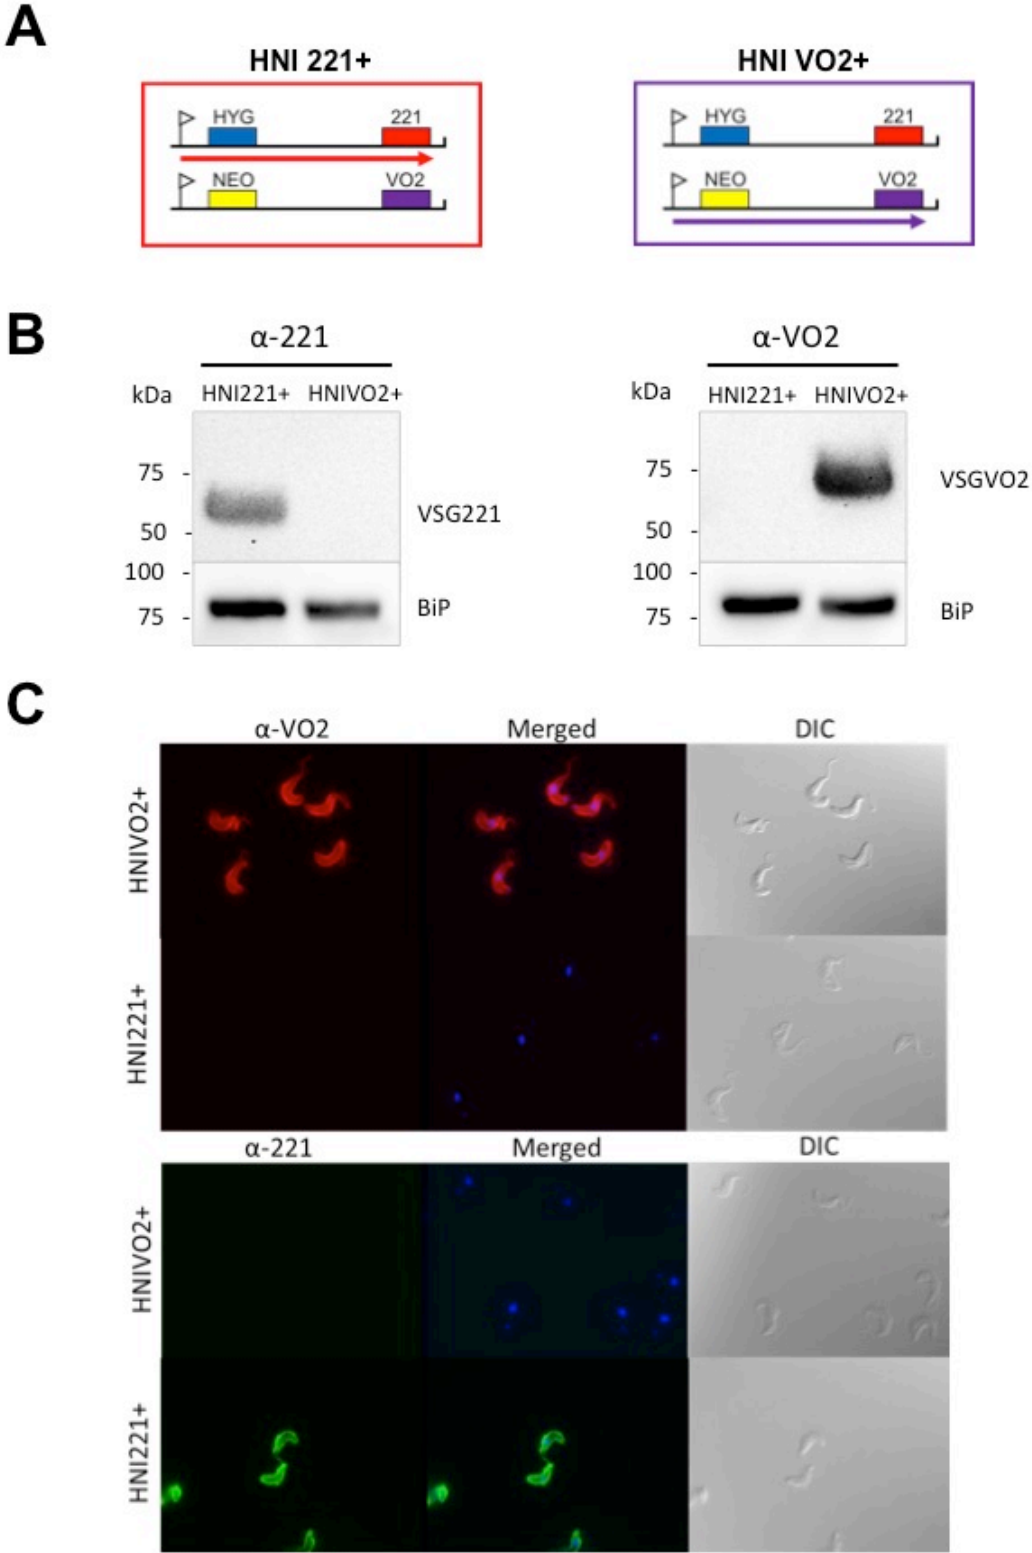 A
HNI 221+ HNI VO2+
HYG 221 HYG 221
NEO VO2 NEO VO2
B
α-221 α-VO2
kDa HNI221+ HNIVO2+ kDa HNI221+ HNIVO2+
75 - 75 - VSGVO2
VSG221
50 - 50 -
100 - 100 -
BiP BiP
75 - 75 -
C
α-VO2 Merged DIC
HNIVO2+
HNI221+
α-221 Merged DIC
HNIVO2+
HNI221+